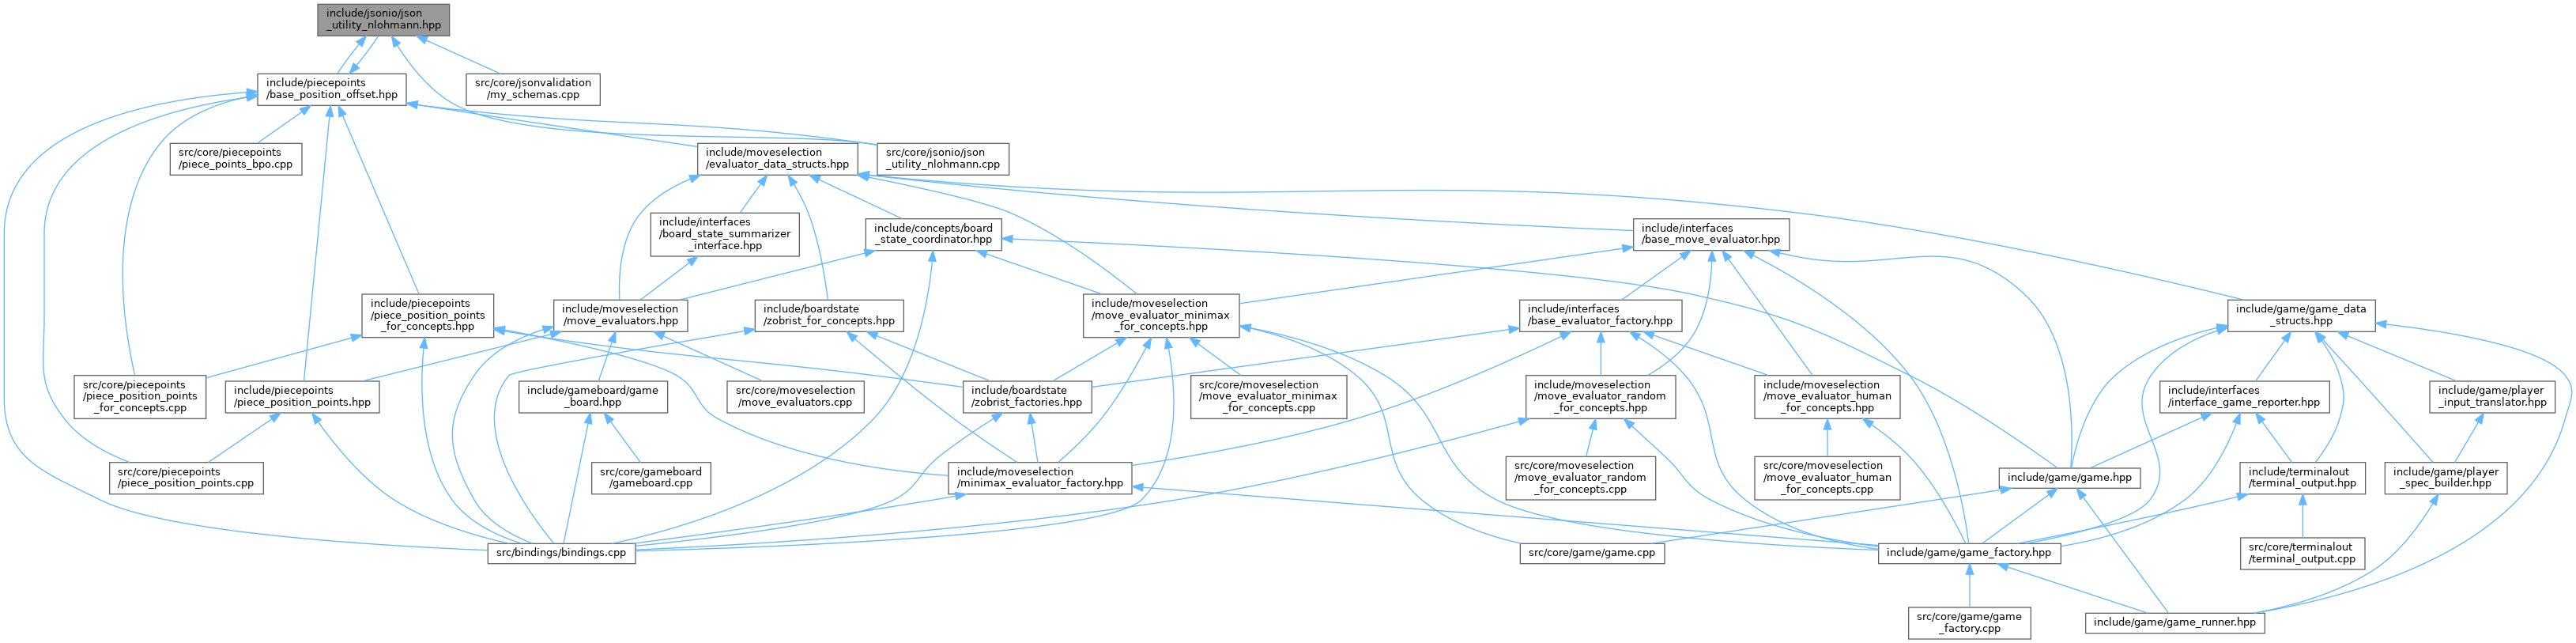 include/jsonio/json
_utility_nlohmann.hpp
include/piecepoints
/base_position_offset.hpp
src/core/jsonvalidation
/my_schemas.cpp
src/core/piecepoints
/piece_points_bpo.cpp
include/moveselection
/evaluator_data_structs.hpp
src/core/jsonio/json
_utility_nlohmann.cpp
include/interfaces
/board_state_summarizer
_interface.hpp
include/concepts/board
_state_coordinator.hpp
include/interfaces
/base_move_evaluator.hpp
include/piecepoints
/piece_position_points
_for_concepts.hpp
include/moveselection
/move_evaluators.hpp
include/boardstate
/zobrist_for_concepts.hpp
include/moveselection
/move_evaluator_minimax
_for_concepts.hpp
include/interfaces
/base_evaluator_factory.hpp
include/game/game_data
_structs.hpp
src/core/piecepoints
/piece_position_points
_for_concepts.cpp
include/piecepoints
/piece_position_points.hpp
include/gameboard/game
_board.hpp
src/core/moveselection
/move_evaluators.cpp
include/boardstate
/zobrist_factories.hpp
src/core/moveselection
/move_evaluator_minimax
_for_concepts.cpp
include/moveselection
/move_evaluator_random
_for_concepts.hpp
include/moveselection
/move_evaluator_human
_for_concepts.hpp
include/interfaces
/interface_game_reporter.hpp
include/game/player
_input_translator.hpp
src/core/piecepoints
/piece_position_points.cpp
src/core/gameboard
/gameboard.cpp
include/moveselection
/minimax_evaluator_factory.hpp
src/core/moveselection
/move_evaluator_random
_for_concepts.cpp
src/core/moveselection
/move_evaluator_human
_for_concepts.cpp
include/game/game.hpp
include/terminalout
/terminal_output.hpp
include/game/player
_spec_builder.hpp
src/bindings/bindings.cpp
src/core/game/game.cpp
include/game/game_factory.hpp
src/core/terminalout
/terminal_output.cpp
src/core/game/game
_factory.cpp
include/game/game_runner.hpp